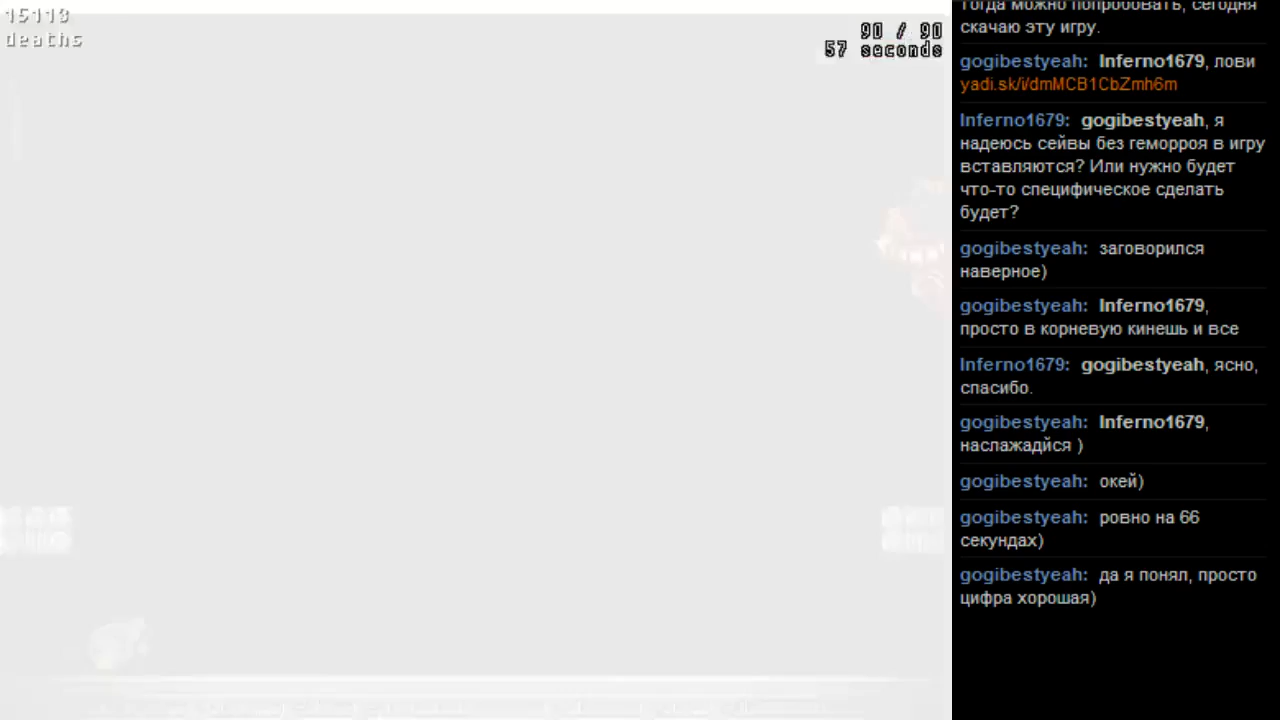 15113
deaths
90 / 90
57 seconds
тогда можно попробовать, сегодня
скачаю эту игру.
gogibestyeah: Inferno1679, лови
yadi.sk/i/dmMCB1CbZmh6m
Inferno1679: gogibestyeah, я
надеюсь сейвы без геморроя в игру
вставляются? Или нужно будет
что-то специфическое сделать
будет?
gogibestyeah: заговорился
наверное)
gogibestyeah: Inferno1679,
просто в корневую кинешь и все
Inferno1679: gogibestyeah, ясно,
спасибо.
gogibestyeah: Inferno1679,
наслажадйся )
gogibestyeah: окей)
gogibestyeah: ровно на 66
секундах)
gogibestyeah: да я понял, просто
цифра хорошая)